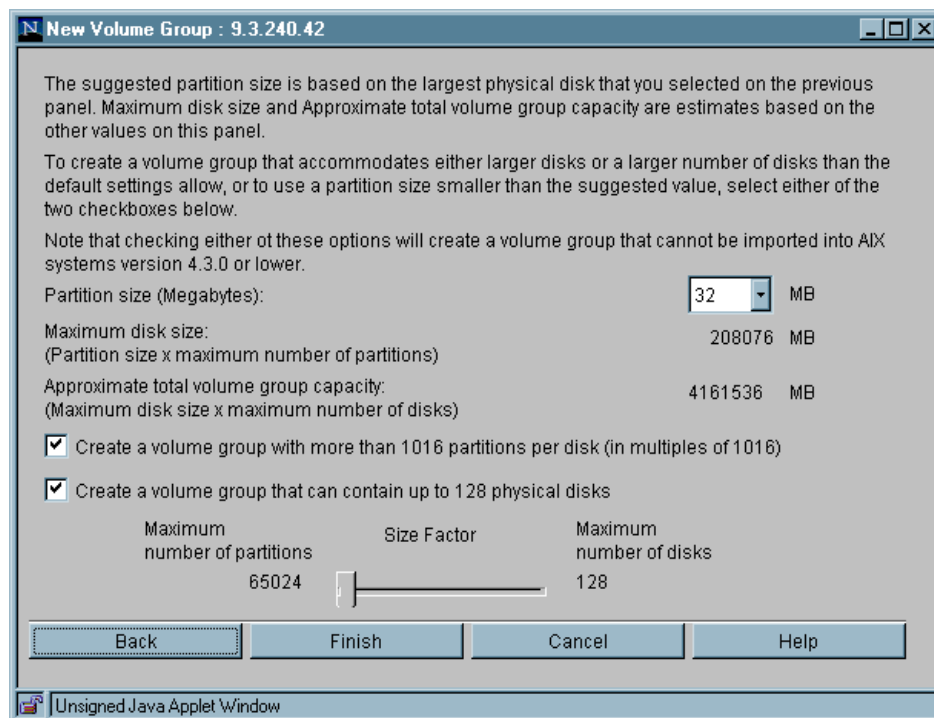 New Volume Group : 9.3.240.42
The suggested partition size is based on the largest physical disk that you selected on the previous
panel. Maximum disk size and Approximate total volume group capacity are estimates based on the
other values on this panel.
To create a volume group that accommodates either larger disks or a larger number of disks than the
default settings allow, or to use a partition size smaller than the suggested value, select either of the
two checkboxes below.
Note that checking either ot these options will create a volume group that cannot be imported into AIX
systems version 4.3.0 or lower.
Partition size (Megabytes): 32 MB
Maximum disk size:
(Partition size x maximum number of partitions) 208076 MB
Approximate total volume group capacity:
(Maximum disk size x maximum number of disks) 4161536 MB
Create a volume group with more than 1016 partitions per disk (in multiples of 1016)
Create a volume group that can contain up to 128 physical disks
Maximum
number of partitions
65024
Size Factor
Maximum
number of disks
128
Back Finish Cancel Help
Unsigned Java Applet Window